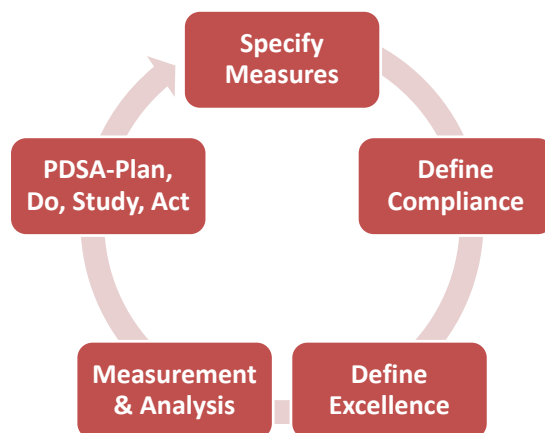 Specify
Measures
Define
Compliance
Define
Excellence
Measurement
& Analysis
PDSA-Plan,
Do, Study, Act